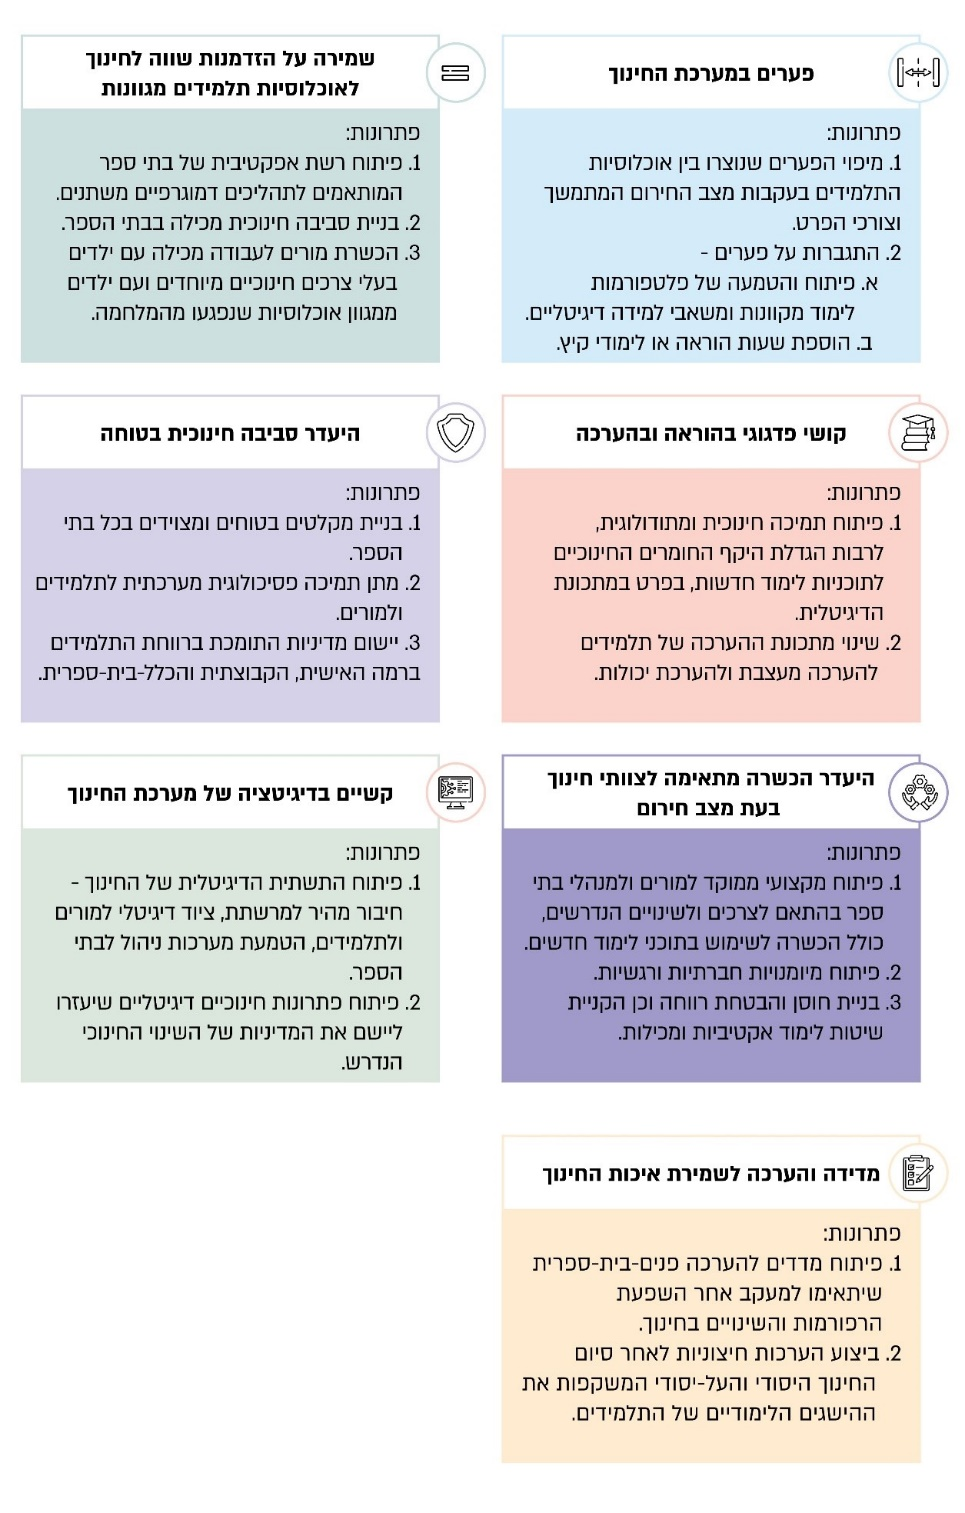 פערים במערכת החינוך
פתרונות:
1. מיפוי הפערים שנוצרו בין אוכלוסיות
התלמידים בעקבות מצב החירום המתמשך
וצורכי הפרט.
2. התגברות על פערים -
א. פיתוח והטמעה של פלטפורמות
לימוד מקוונות ומשאבי למידה דיגיטליים.
ב. הוספת שעות הוראה או לימודי קיץ.
שמירה על הזדמנות שווה לחינוך
לאוכלוסיות תלמידים מגוונות
פתרונות:
1. פיתוח רשת אפקטיבית של בתי ספר
המותאמים לתהליכים דמוגרפיים משתנים.
2. בניית סביבה חינוכית מכילה בבתי הספר.
3. הכשרת מורים לעבודה מכילה עם ילדים
בעלי צרכים חינוכיים מיוחדים ועם ילדים
ממגוון אוכלוסיות שנפגעו מהמלחמה.
קושי פדגוגי בהוראה ובהערכה
פתרונות:
1. פיתוח תמיכה חינוכית ומתודולוגית,
לרבות הגדלת היקף החומרים החינוכיים
לתוכניות לימוד חדשות, בפרט במתכונת
הדיגיטלית.
2. שינוי מתכונת ההערכה של תלמידים
להערכה מעצבת ולהערכת יכולות.
היעדר סביבה חינוכית בטוחה
פתרונות:
1. בניית מקלטים בטוחים ומצוידים בכל בתי
הספר.
2. מתן תמיכה פסיכולוגית מערכתית לתלמידים
ולמורים.
3. יישום מדיניות התומכת ברווחת התלמידים
ברמה האישית, הקבוצתית והכלל-בית-ספרית.
היעדר הכשרה מתאימה לצוותי חינוך
בעת מצב חירום
פתרונות:
1. פיתוח מקצועי ממוקד למורים ולמנהלי בתי
ספר בהתאם לצרכים ולשינויים הנדרשים,
כולל הכשרה לשימוש בתוכני לימוד חדשים.
2. פיתוח מיומנויות חברתיות ורגשיות.
3. בניית חוסן והבטחת רווחה וכן הקניית
שיטות לימוד אקטיביות ומכילות.
קשיים בדיגיטציה של מערכת החינוך
פתרונות:
1. פיתוח התשתית הדיגיטלית של החינוך -
חיבור מהיר למרשתת, ציוד דיגיטלי למורים
ולתלמידים, הטמעת מערכות ניהול לבתי
הספר.
2. פיתוח פתרונות חינוכיים דיגיטליים שיעזרו
ליישם את המדיניות של השינוי החינוכי
הנדרש.
מדידה והערכה לשמירת איכות החינוך
פתרונות:
1. פיתוח מדדים להערכה פנים-בית-ספרית
שיתאימו למעקב אחר השפעת
הרפורמות והשינויים בחינוך.
2. ביצוע הערכות חיצוניות לאחר סיום
החינוך היסודי והעל-יסודי המשקפות את
ההישגים הלימודיים של התלמידים.